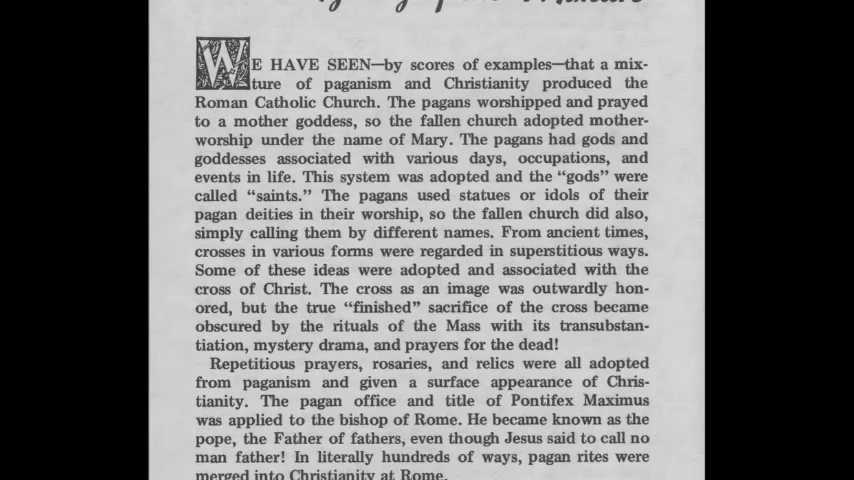 WE HAVE SEEN—by scores of examples—that a mix-
ture of paganism and Christianity produced the
Roman Catholic Church. The pagans worshipped and prayed
to a mother goddess, so the fallen church adopted mother-
worship under the name of Mary. The pagans had gods and
goddesses associated with various days, occupations, and
events in life. This system was adopted and the “gods” were
called “saints.” The pagans used statues or idols of their
pagan deities in their worship, so the fallen church did also,
simply calling them by different names. From ancient times,
crosses in various forms were regarded in superstitious ways.
Some of these ideas were adopted and associated with the
cross of Christ. The cross as an image was outwardly hon-
ored, but the true “finished” sacrifice of the cross became
obscured by the rituals of the Mass with its transubstan-
tiation, mystery drama, and prayers for the dead!
Repetitious prayers, rosaries, and relics were all adopted
from paganism and given a surface appearance of Chris-
tianity. The pagan office and title of Pontifex Maximus
was applied to the bishop of Rome. He became known as the
pope, the Father of fathers, even though Jesus said to call no
man father! In literally hundreds of ways, pagan rites were
merged into Christianity at Rome.